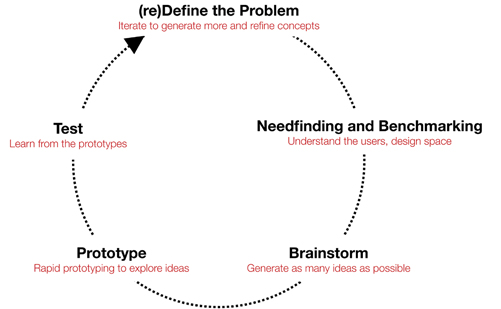 (re)Define the Problem
Iterate to generate more and refine concepts
Needfinding and Benchmarking
Understand the users, design space
Brainstorm
Generate as many ideas as possible
Prototype
Rapid prototyping to explore ideas
Test
Learn from the prototypes